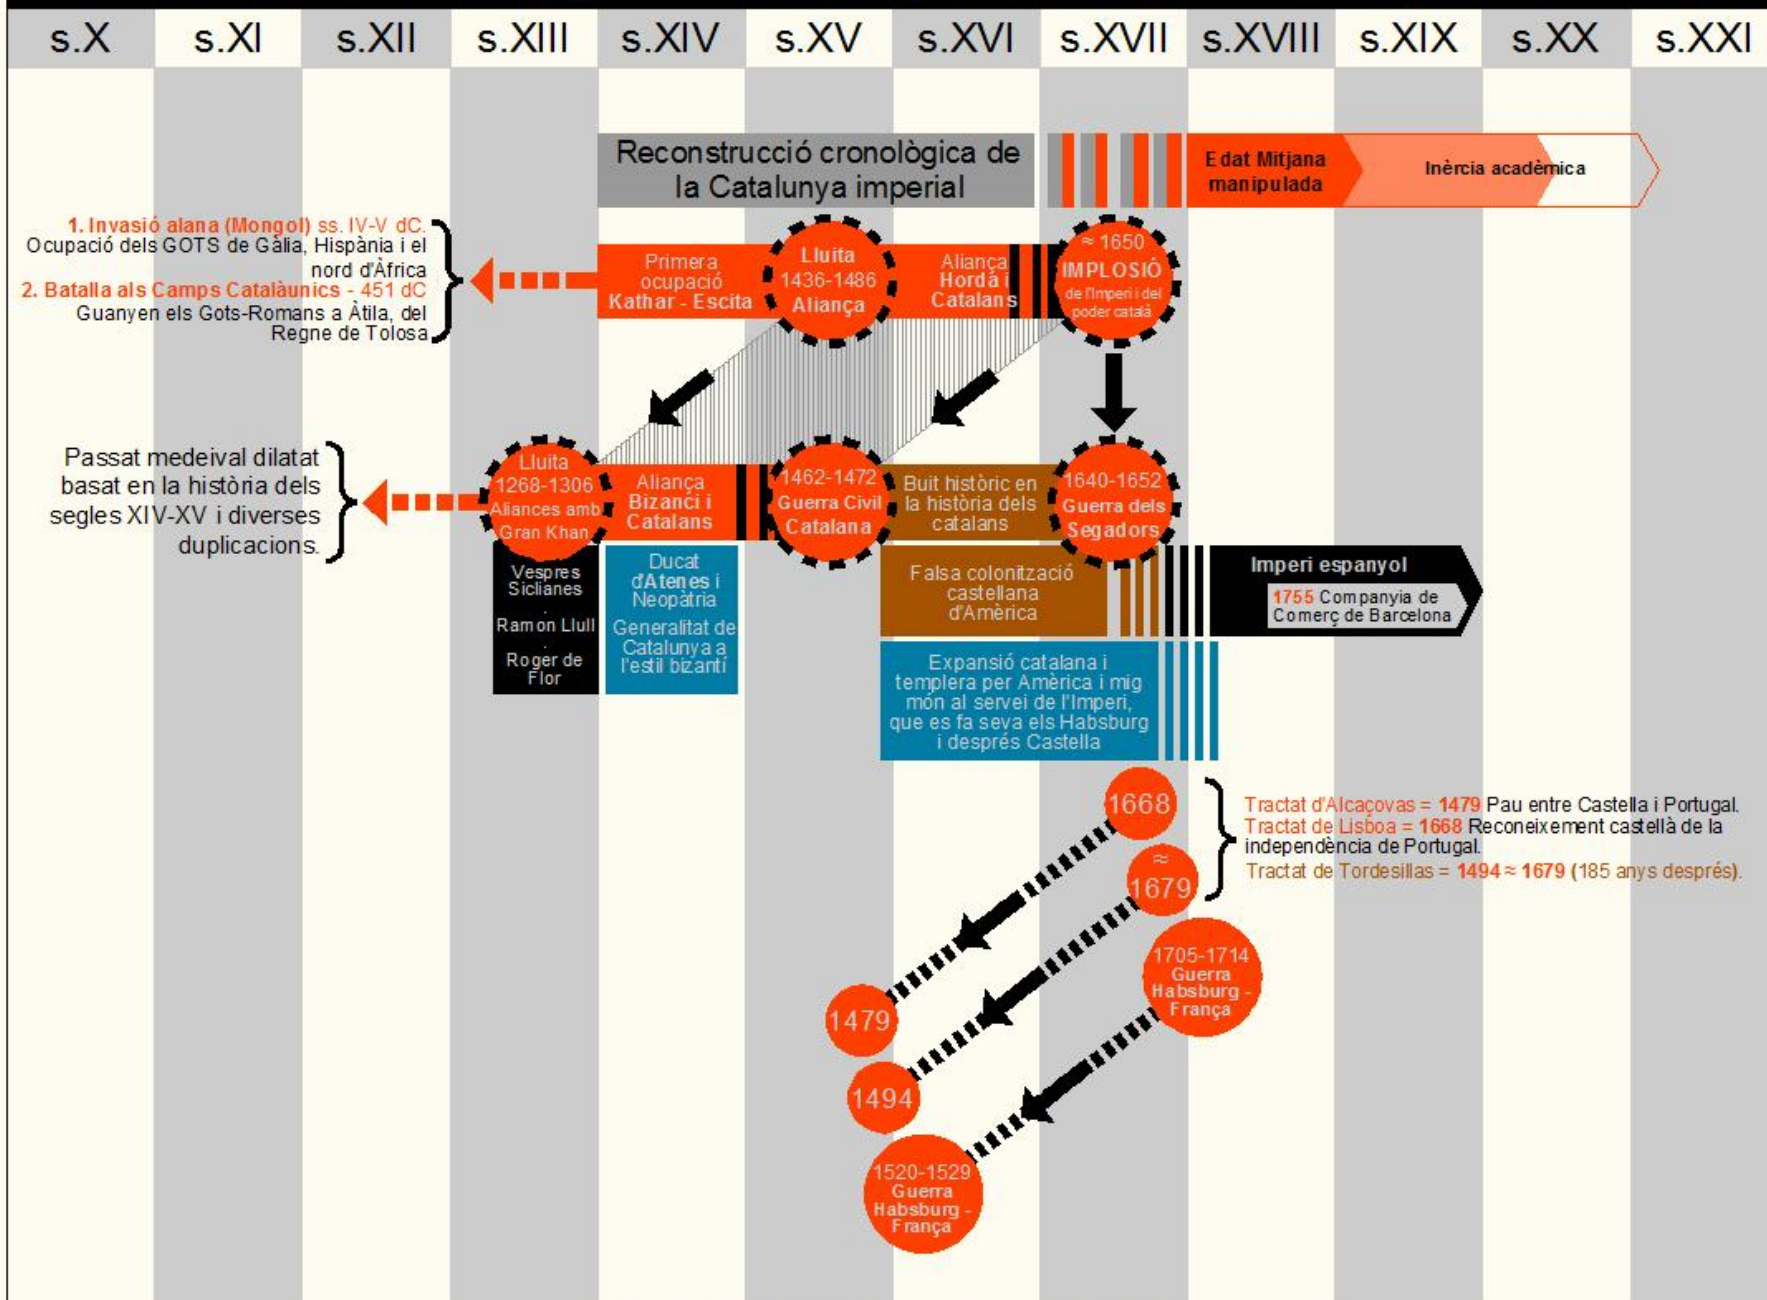 s.X s.XI s.XII s.XIII s.XIV s.XV s.XVI s.XVII s.XVIII s.XIX s.XX s.XXI
Reconstrucció cronològica de
la Catalunya imperial
Edat Mitjana
manipulada
Inèrcia acadèmica
1. Invasió alana (Mongol) ss. IV-V dC.
Ocupació dels GOTS de Gàlia, Hispània i el
nord d'Àfrica
2. Batalla als Camps Catalàunics - 451 dC
Guanyen els Gots-Romans a Àtila, del
Regne de Tolosa
Primera
ocupació
Kathar - Escita
Lluita
1436-1486
Aliança
Aliança
Horda i
Catalans
≈ 1650
IMPLOSIÓ
de l'Imperi i del
poder català
Passat medeival dilatat
basat en la història dels
segles XIV-XV i diverses
duplicacions.
Lluita
1268-1306
Aliances amb
Gran Khan
Aliança
Bizanci i
Catalans
1462-1472
Guerra Civil
Catalana
Buit històric en
la història dels
catalans
1640-1652
Guerra dels
Segadors
Vespres
Siclianes
.
Ramon Llull
.
Roger de
Flor
Ducat
d'Atenes i
Neopàtria
Generalitat de
Catalunya a
l'estil bizantí
Falsa colonització
castellana
d'Amèrica
Imperi espanyol
1755 Companyia de
Comerç de Barcelona
Expansió catalana i
templera per Amèrica i mig
món al servei de l'Imperi,
que es fa seva els Habsburg
i després Castella
1668
≈
1679
Tractat d'Alcaçovas = 1479 Pau entre Castella i Portugal.
Tractat de Lisboa = 1668 Reconeixement castellà de la
independència de Portugal.
Tractat de Tordesillas = 1494 ≈ 1679 (185 anys després).
1705-1714
Guerra
Habsburg -
França
1479
1494
1520-1529
Guerra
Habsburg -
França